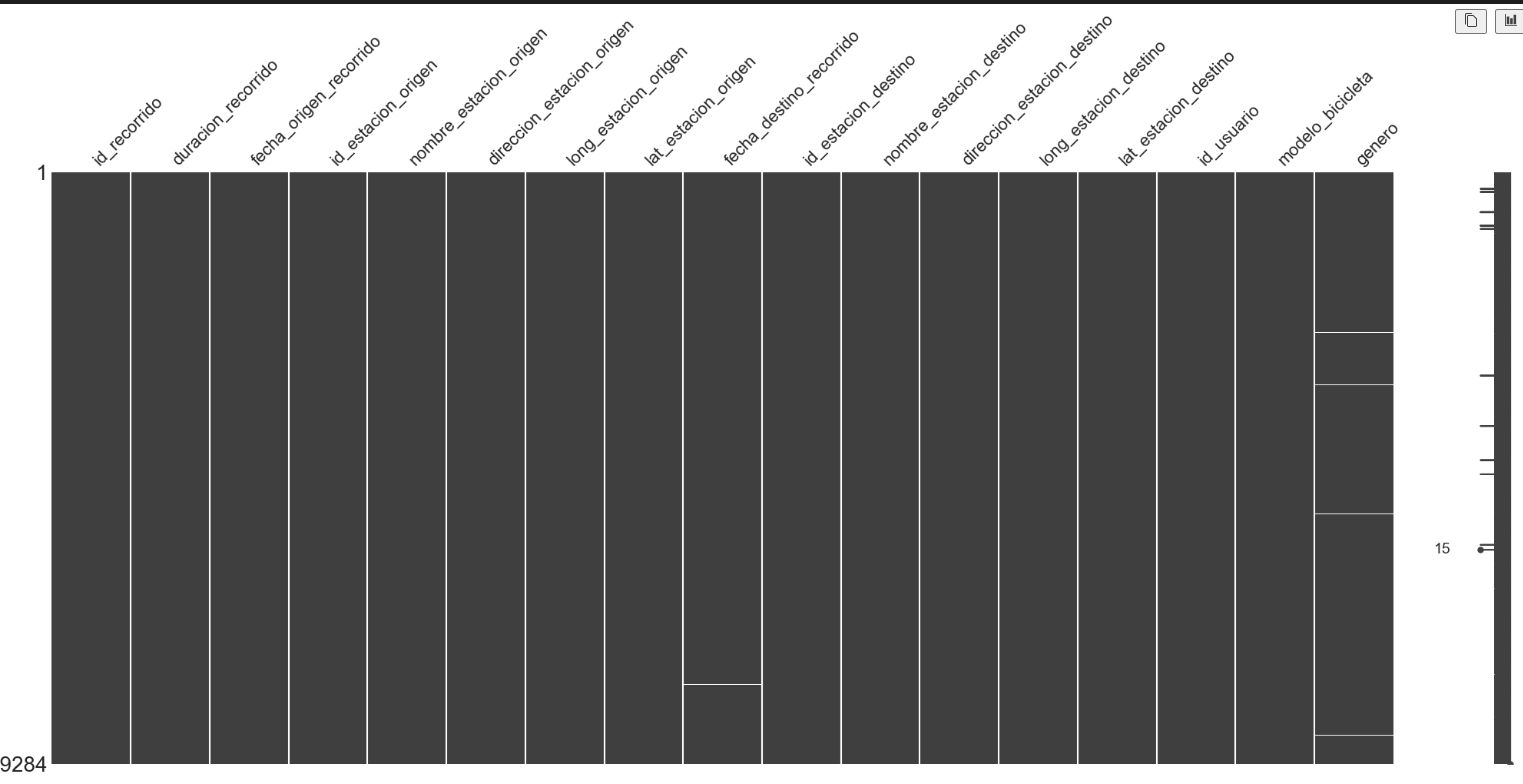 id_recorrido
duracion_recorrido
fecha_origen_recorrido
id_estacion_origen
nombre_estacion_origen
direccion_estacion_origen
long_estacion_origen
lat_estacion_origen
fecha_destino_recorrido
id_estacion_destino
nombre_estacion_destino
direccion_estacion_destino
long_estacion_destino
lat_estacion_destino
id_usuario
modelo_bicicleta
genero
1
15
9284